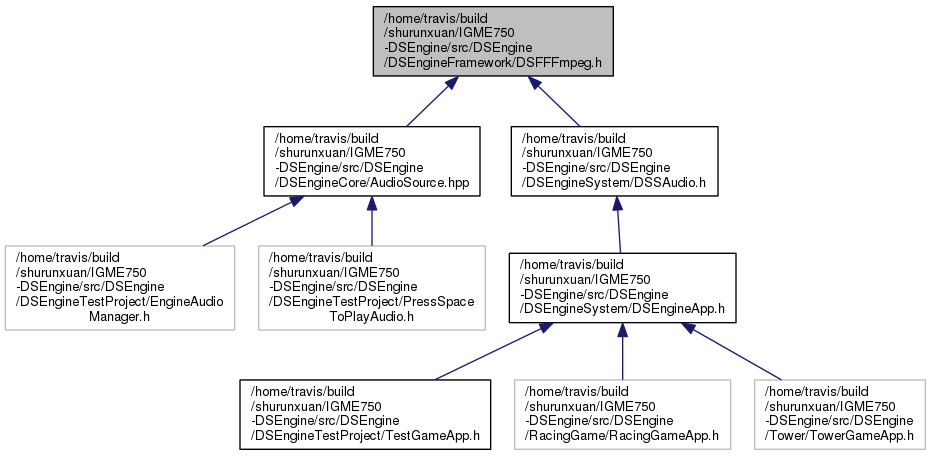 /home/travis/build
/shurunxuan/IGME750
-DSEngine/src/DSEngine
/DSEngineFramework/DSFFFmpeg.h
/home/travis/build
/shurunxuan/IGME750
-DSEngine/src/DSEngine
/DSEngineCore/AudioSource.hpp
/home/travis/build
/shurunxuan/IGME750
-DSEngine/src/DSEngine
/DSEngineSystem/DSSAudio.h
/home/travis/build
/shurunxuan/IGME750
-DSEngine/src/DSEngine
/DSEngineTestProject/EngineAudio
Manager.h
/home/travis/build
/shurunxuan/IGME750
-DSEngine/src/DSEngine
/DSEngineTestProject/PressSpace
ToPlayAudio.h
/home/travis/build
/shurunxuan/IGME750
-DSEngine/src/DSEngine
/DSEngineSystem/DSEngineApp.h
/home/travis/build
/shurunxuan/IGME750
-DSEngine/src/DSEngine
/DSEngineTestProject/TestGameApp.h
/home/travis/build
/shurunxuan/IGME750
-DSEngine/src/DSEngine
/RacingGame/RacingGameApp.h
/home/travis/build
/shurunxuan/IGME750
-DSEngine/src/DSEngine
/Tower/TowerGameApp.h